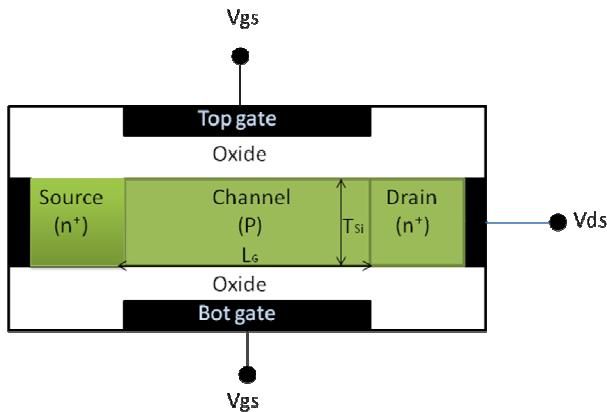 Vgs
Top gate
Oxide
Source
(n⁺)
Channel
(P)
TSi
Drain
(n⁺)
Vds
LG
Oxide
Bot gate
Vgs